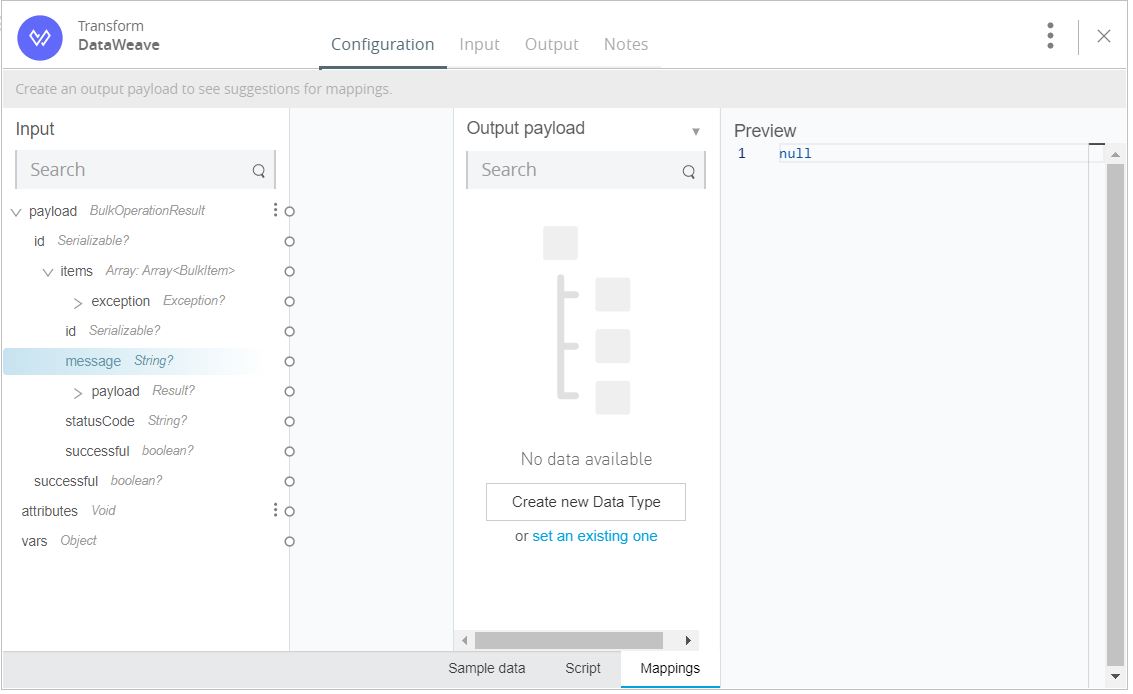 Transform
DataWeave
Configuration Input Output Notes
Create an output payload to see suggestions for mappings.
Input
Search
payload BulkOperationResult
id Serializable?
items Array: Array<BulkItem>
exception Exception?
id Serializable?
message String?
payload Result?
statusCode String?
successful boolean?
successful boolean?
attributes Void
vars Object
Output payload
Search
No data available
Create new Data Type
or set an existing one
Preview
1 null
Sample data Script Mappings